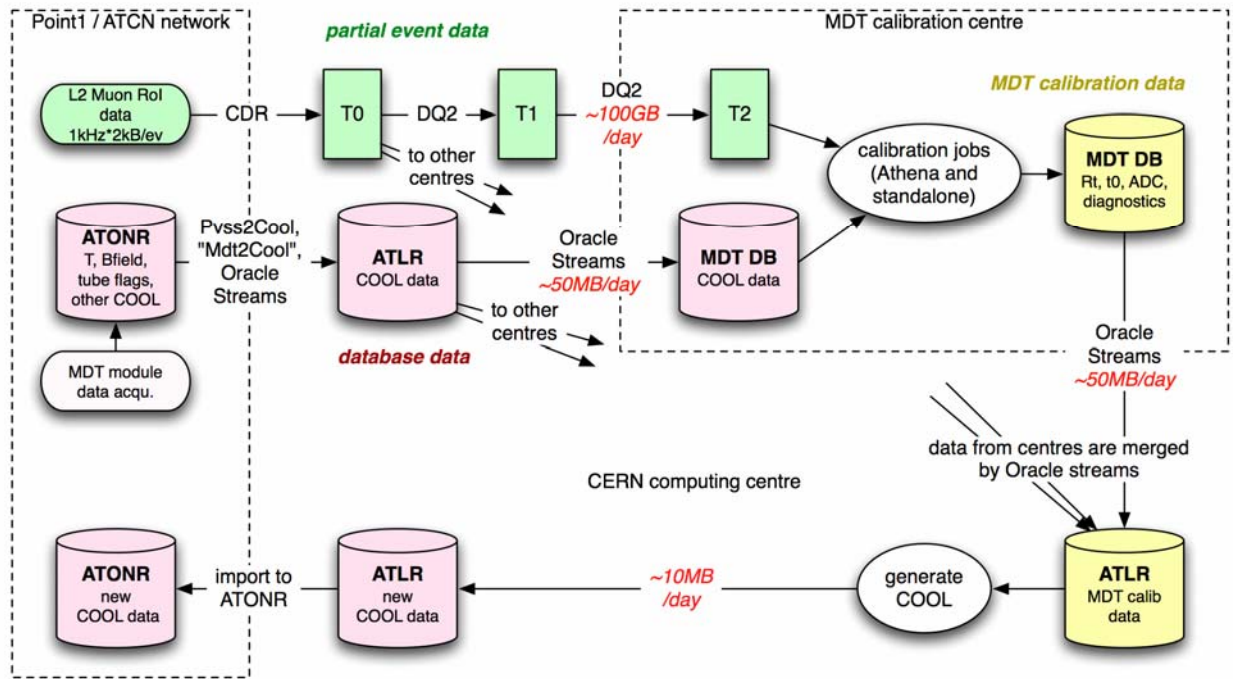 Point1 / ATCN network
partial event data
MDT calibration centre
MDT calibration data
L2 Muon RoI
data
1kHz*2kB/ev
CDR
T0
DQ2
T1
DQ2
~100GB
/day
T2
to other
centres
calibration jobs
(Athena and
standalone)
MDT DB
Rt, t0, ADC,
diagnostics
ATONR
T, Bfield,
tube flags,
other COOL
Pvss2Cool,
"Mdt2Cool",
Oracle
Streams
ATLR
COOL data
Oracle
Streams
~50MB/day
MDT DB
COOL data
to other
centres
database data
MDT module
data acqu.
Oracle
Streams
~50MB/day
data from centres are merged
by Oracle streams
CERN computing centre
ATONR
new
COOL data
import to
ATONR
ATLR
new
COOL data
~10MB
/day
generate
COOL
ATLR
MDT calib
data